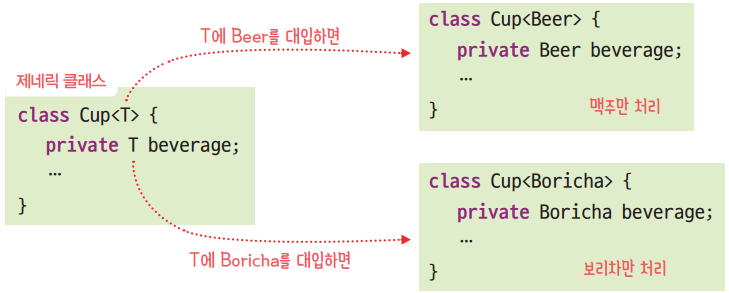 제네릭 클래스
class Cup<T> {
private T beverage;
…
}
T에 Beer를 대입하면
class Cup<Beer> {
private Beer beverage;
…
}
맥주만 처리
T에 Boricha를 대입하면
class Cup<Boricha> {
private Boricha beverage;
…
}
보리차만 처리